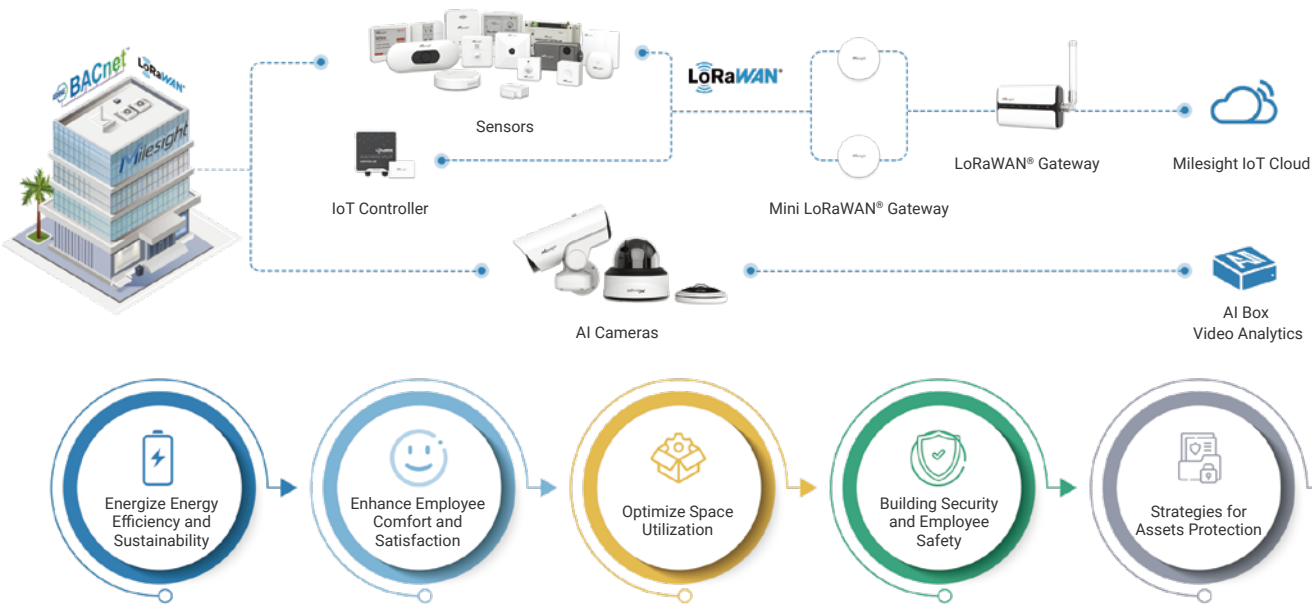 BACnet
LoRaWAN®
Milesight
Sensors
LoRaWAN®
IoT Controller
Mini LoRaWAN® Gateway
LoRaWAN® Gateway
Milesight IoT Cloud
AI Cameras
AI
AI Box
Video Analytics
Energize Energy
Efficiency and
Sustainability
Enhance Employee
Comfort and
Satisfaction
Optimize Space
Utilization
Building Security
and Employee
Safety
Strategies for
Assets Protection